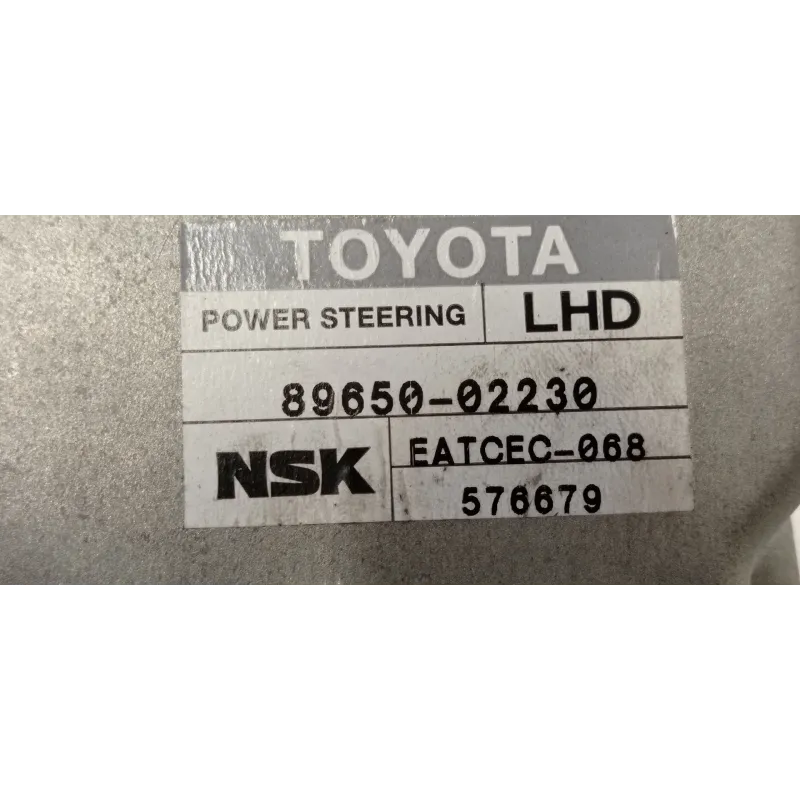 TOYOTA
POWER STEERING LHD
89650-02230
NSK EATCEC-068
576679